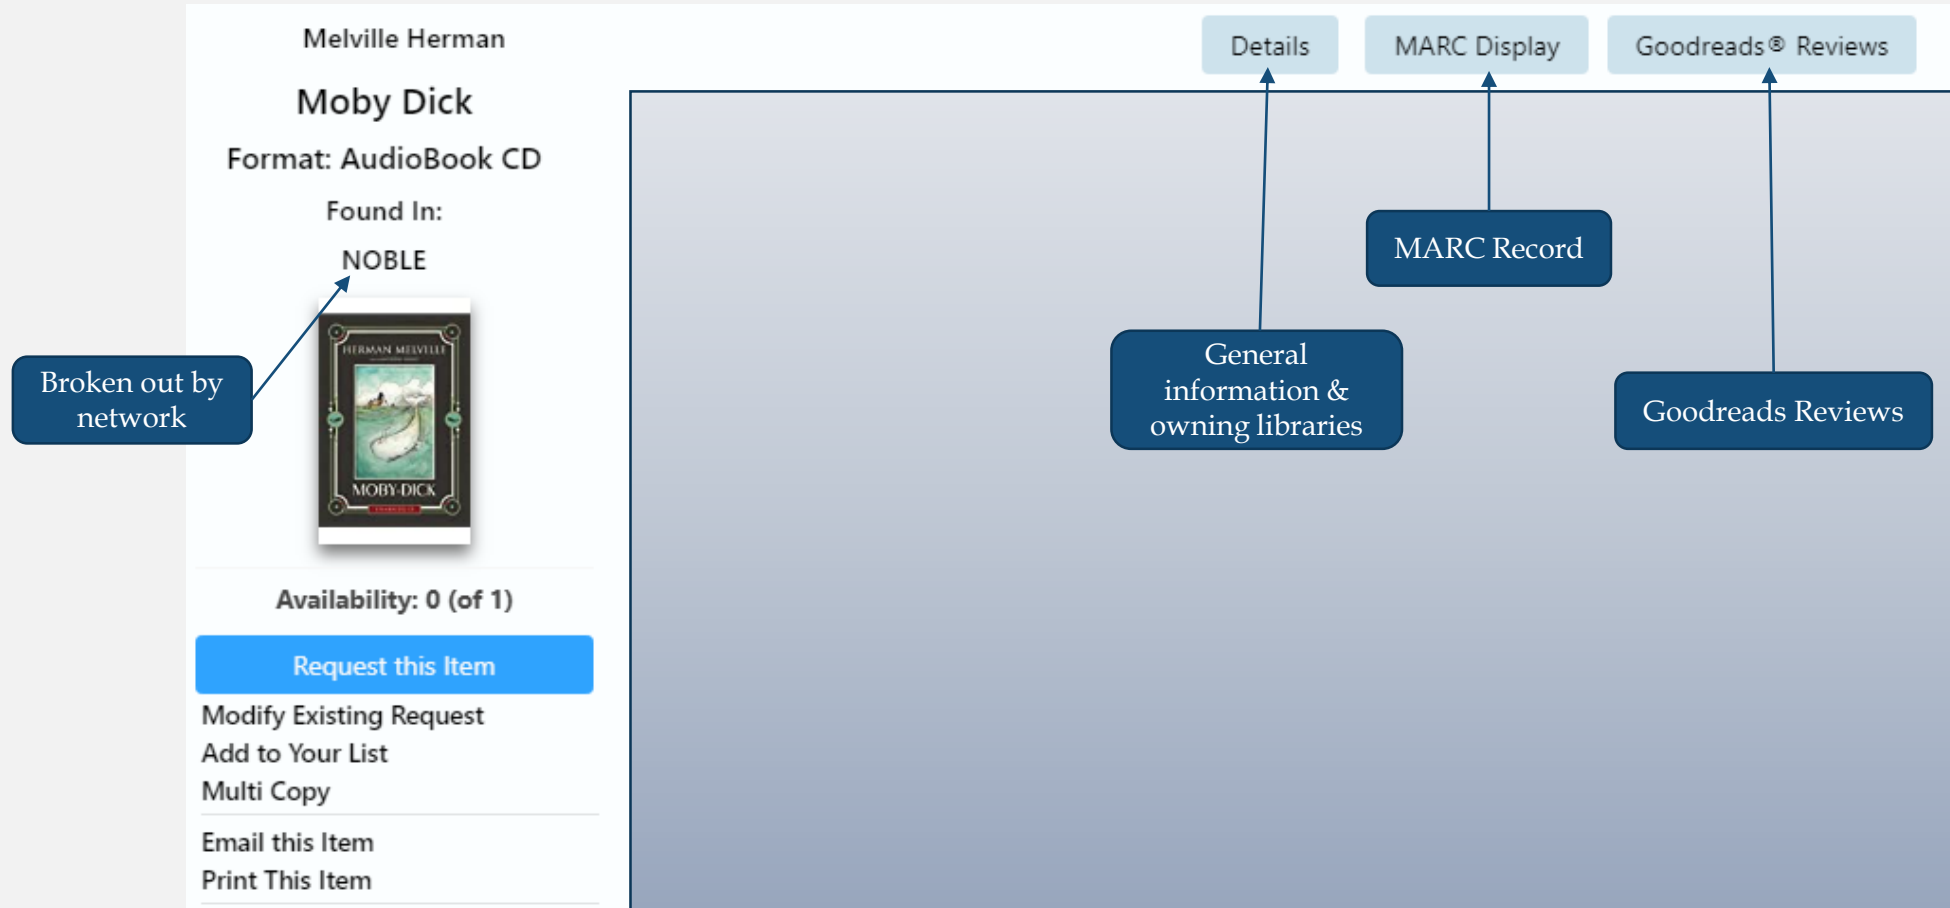 Melville Herman
Details
MARC Display
Goodreads® Reviews
Moby Dick
Format: AudioBook CD
Found In:
NOBLE
HERMAN MELVILLE
MOBY-DICK
Broken out by
network
MARC Record
General
information &
owning libraries
Goodreads Reviews
Availability: 0 (of 1)
Request this Item
Modify Existing Request
Add to Your List
Multi Copy
Email this Item
Print This Item